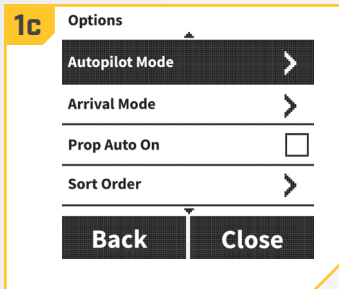 1c
Options
Autopilot Mode
Arrival Mode
Prop Auto On
Sort Order
Back Close